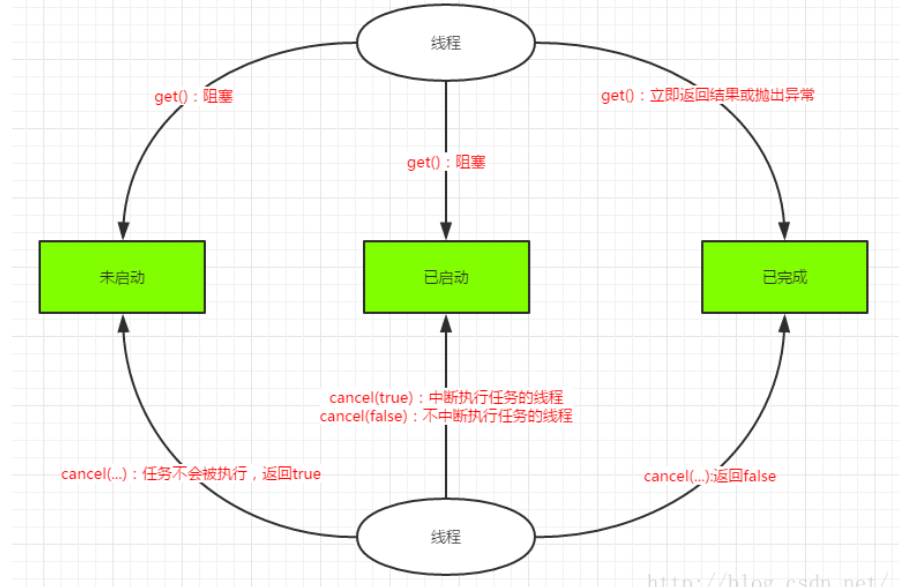 线程
get()：阻塞
get()：立即返回结果或抛出异常
get()：阻塞
未启动
已启动
已完成
cancel(true)：中断执行任务的线程
cancel(false)：不中断执行任务的线程
cancel(...)：任务不会被执行，返回true
cancel(...):返回false
线程
http://blog.csdn.net/